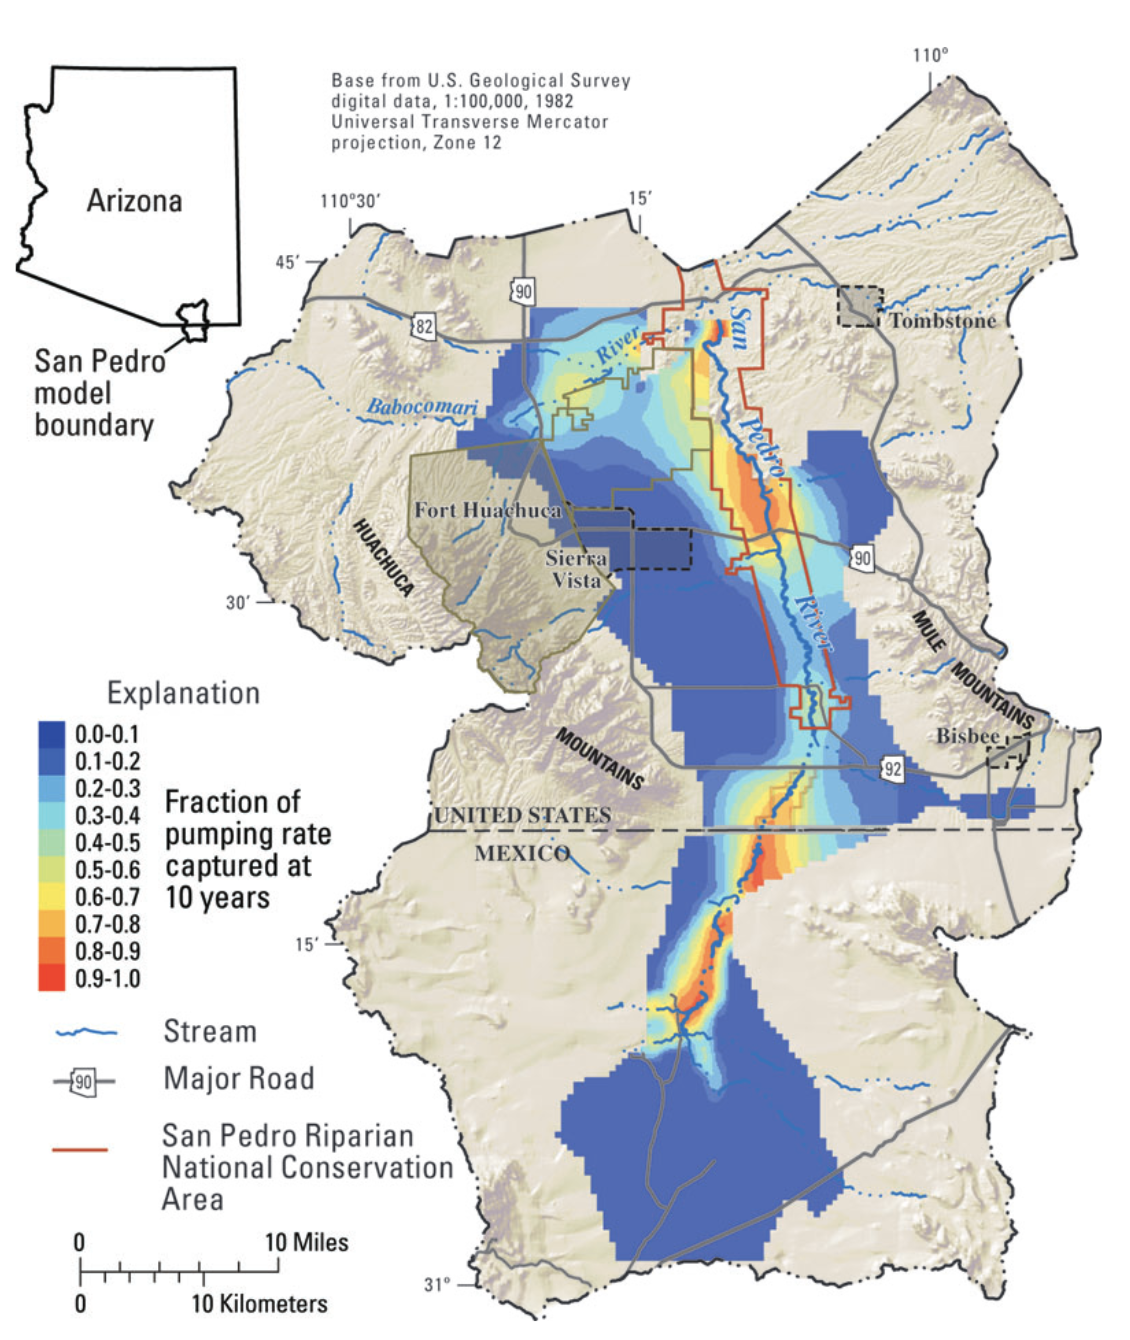 110°
Base from U.S. Geological Survey
digital data, 1:100,000, 1982
Universal Transverse Mercator
projection, Zone 12
Arizona
110°30′
15′
45′
90
82
San
River
Tombstone
San Pedro
model
boundary
Babocomari
Pedro
Fort Huachuca
HUACHUCA
Sierra
Vista
90
30′
River
MULE
MOUNTAINS
Explanation
0.0-0.1
0.1-0.2
0.2-0.3
0.3-0.4
0.4-0.5
0.5-0.6
0.6-0.7
0.7-0.8
0.8-0.9
0.9-1.0
Fraction of
pumping rate
captured at
10 years
MOUNTAINS
Bisbee
92
UNITED STATES
MEXICO
15′
Stream
90
Major Road
San Pedro Riparian
National Conservation
Area
0
10 Miles
0
10 Kilometers
31°